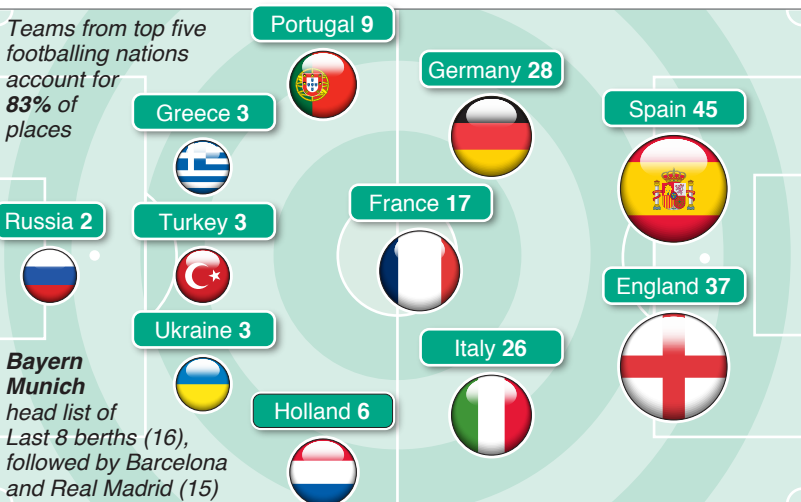 Teams from top five
footballing nations
account for
83% of
places
Portugal 9
Germany 28
Spain 45
Greece 3
France 17
Russia 2
Turkey 3
England 37
Ukraine 3
Italy 26
Holland 6
Bayern
Munich
head list of
Last 8 berths (16),
followed by Barcelona
and Real Madrid (15)